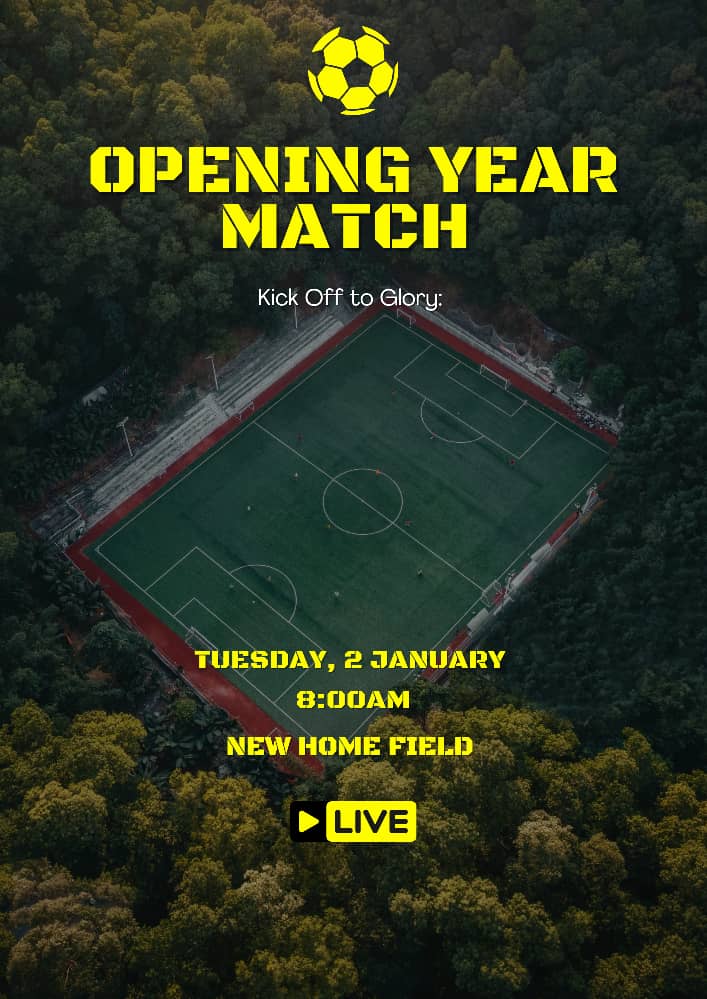 OPENING YEAR
MATCH
Kick Off to Glory:
TUESDAY, 2 JANUARY
8:00AM
NEW HOME FIELD
LIVE